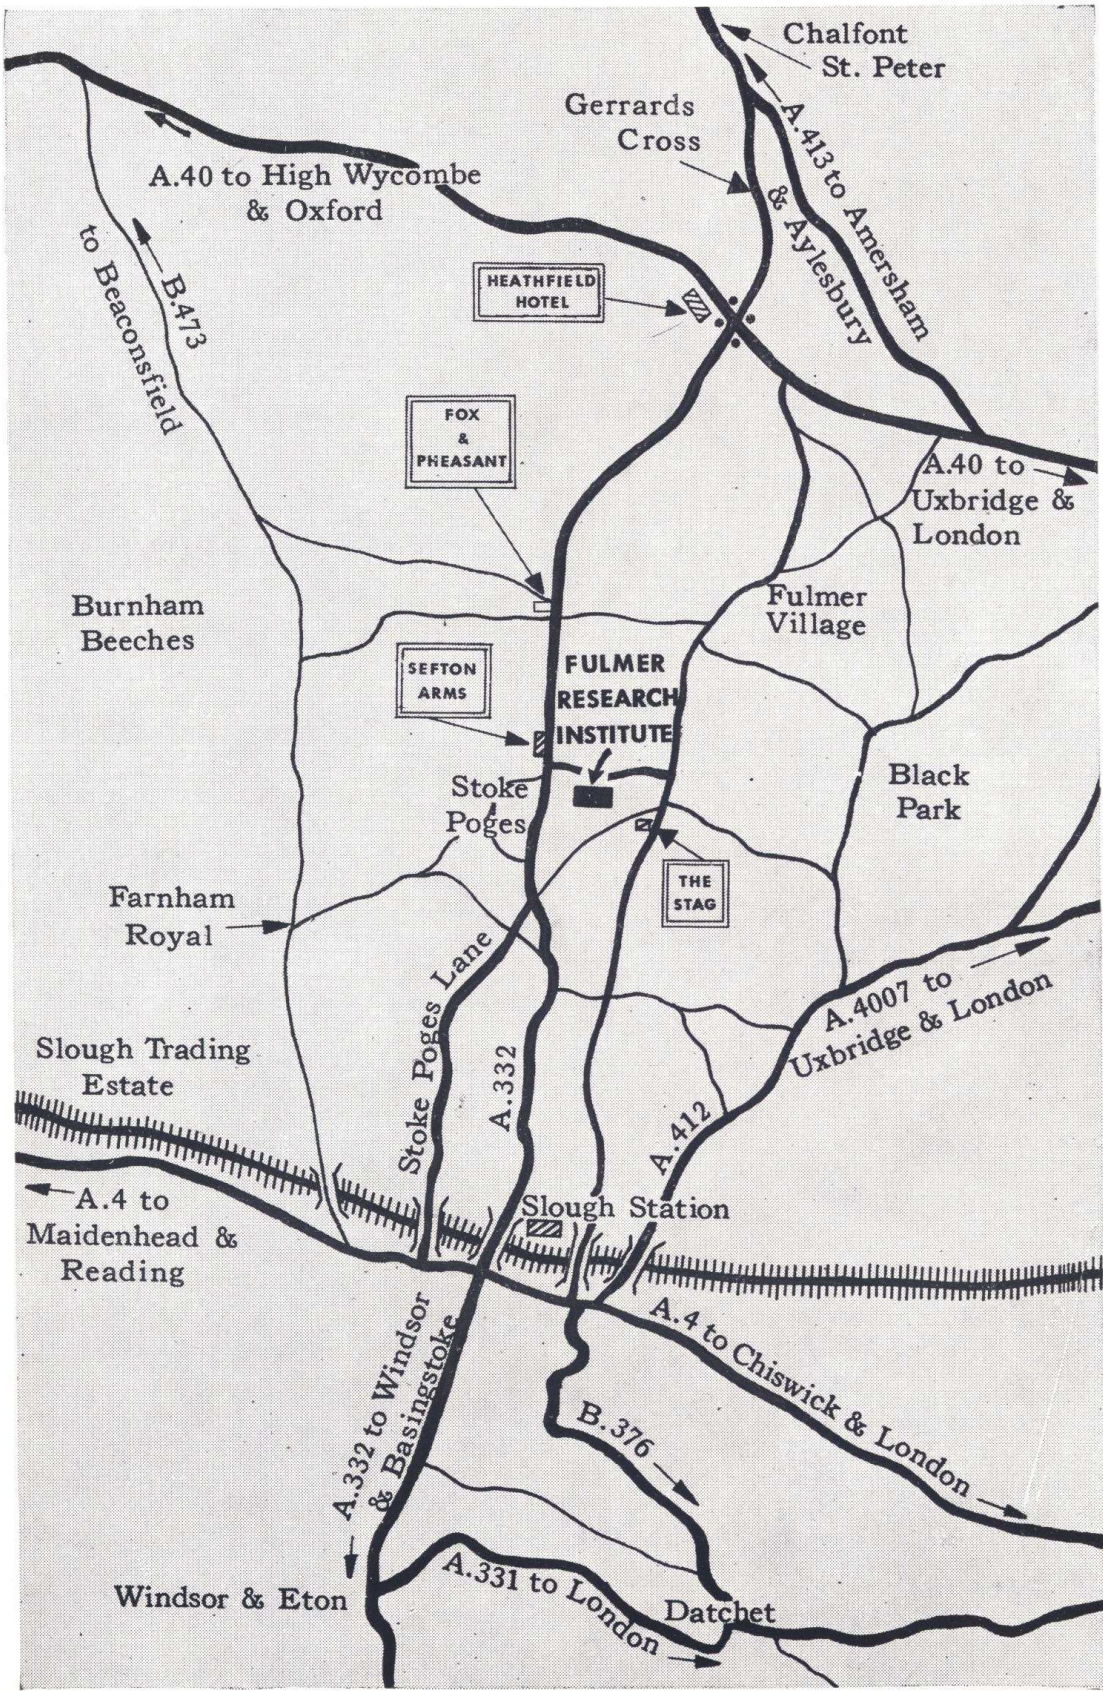 Chalfont
St. Peter
Gerrards
Cross
A.413 to Amersham
& Aylesbury
A.40 to High Wycombe
& Oxford
B.473
to Beaconsfield
HEATHFIELD
HOTEL
FOX
&
PHEASANT
A.40 to
Uxbridge &
London
Burnham
Beeches
Fulmer
Village
SEFTON
ARMS
FULMER
RESEARCH
INSTITUTE
Stoke
Poges
Black
Park
THE
STAG
Farnham
Royal
Stoke Poges Lane
A.332
A.4007 to
Uxbridge & London
Slough Trading
Estate
A.412
A.4 to
Maidenhead &
Reading
Slough Station
A.332 to Windsor
& Basingstoke
A.4 to Chiswick & London
B.376
Windsor & Eton
A.331 to London
Datchet